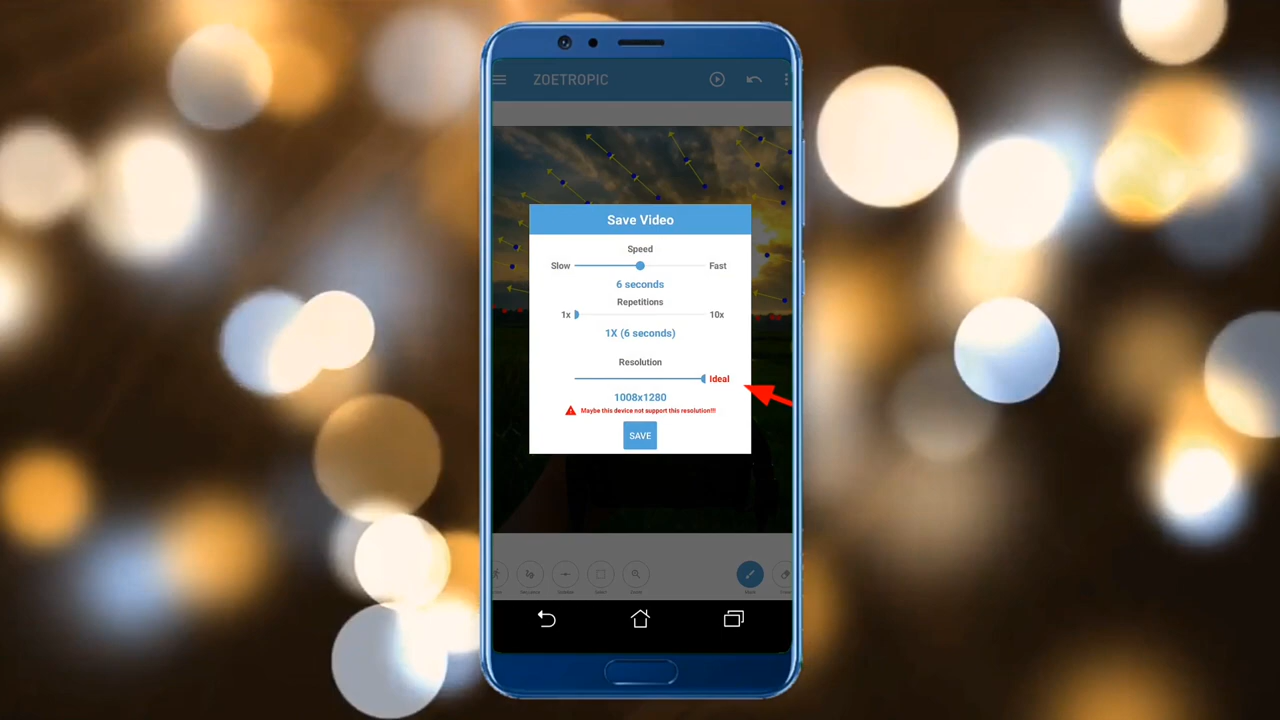 ZOETROPIC
Save Video
Speed
Slow
Fast
6 seconds
Repetitions
1x
10x
1X (6 seconds)
Resolution
Ideal
1008x1280
Maybe this device not support this resolution!!!
SAVE